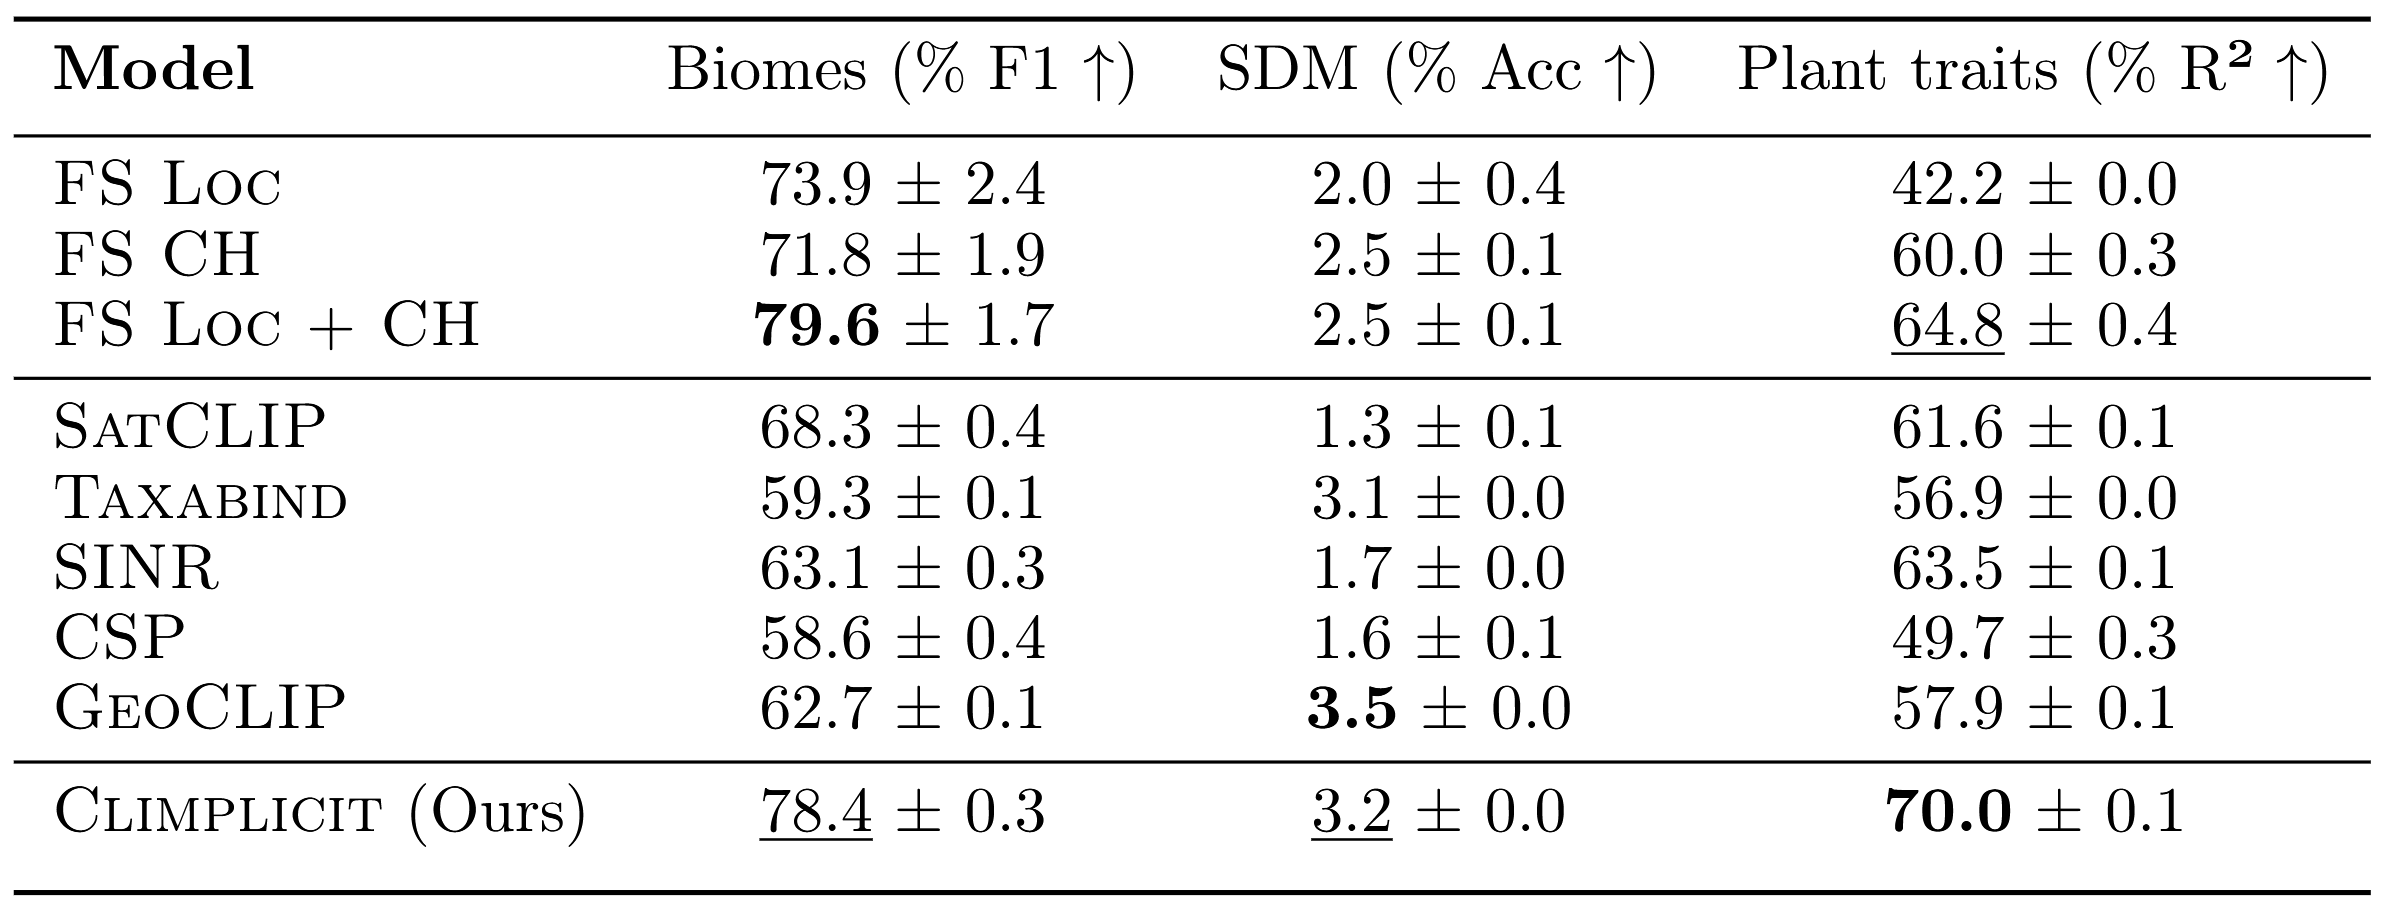 Model Biomes (% F1 ↑) SDM (% Acc ↑) Plant traits (% R² ↑)
FS Loc 73.9 ± 2.4 2.0 ± 0.4 42.2 ± 0.0
FS CH 71.8 ± 1.9 2.5 ± 0.1 60.0 ± 0.3
FS Loc + CH 79.6 ± 1.7 2.5 ± 0.1 64.8 ± 0.4
SatCLIP 68.3 ± 0.4 1.3 ± 0.1 61.6 ± 0.1
Taxabind 59.3 ± 0.1 3.1 ± 0.0 56.9 ± 0.0
SINR 63.1 ± 0.3 1.7 ± 0.0 63.5 ± 0.1
CSP 58.6 ± 0.4 1.6 ± 0.1 49.7 ± 0.3
GeoCLIP 62.7 ± 0.1 3.5 ± 0.0 57.9 ± 0.1
Climplicit (Ours) 78.4 ± 0.3 3.2 ± 0.0 70.0 ± 0.1